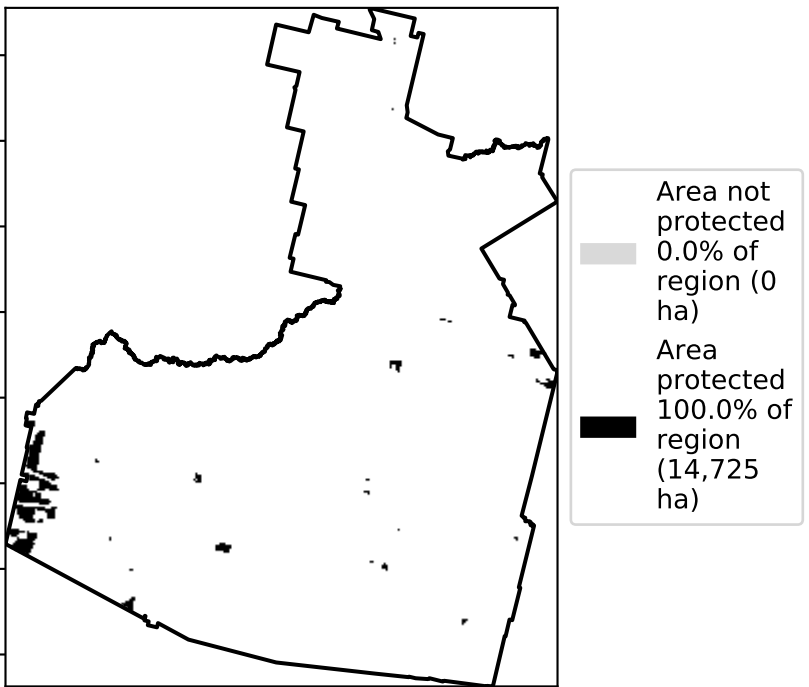 Area not
protected
0.0% of
region (0
ha)
Area
protected
100.0% of
region
(14,725
ha)